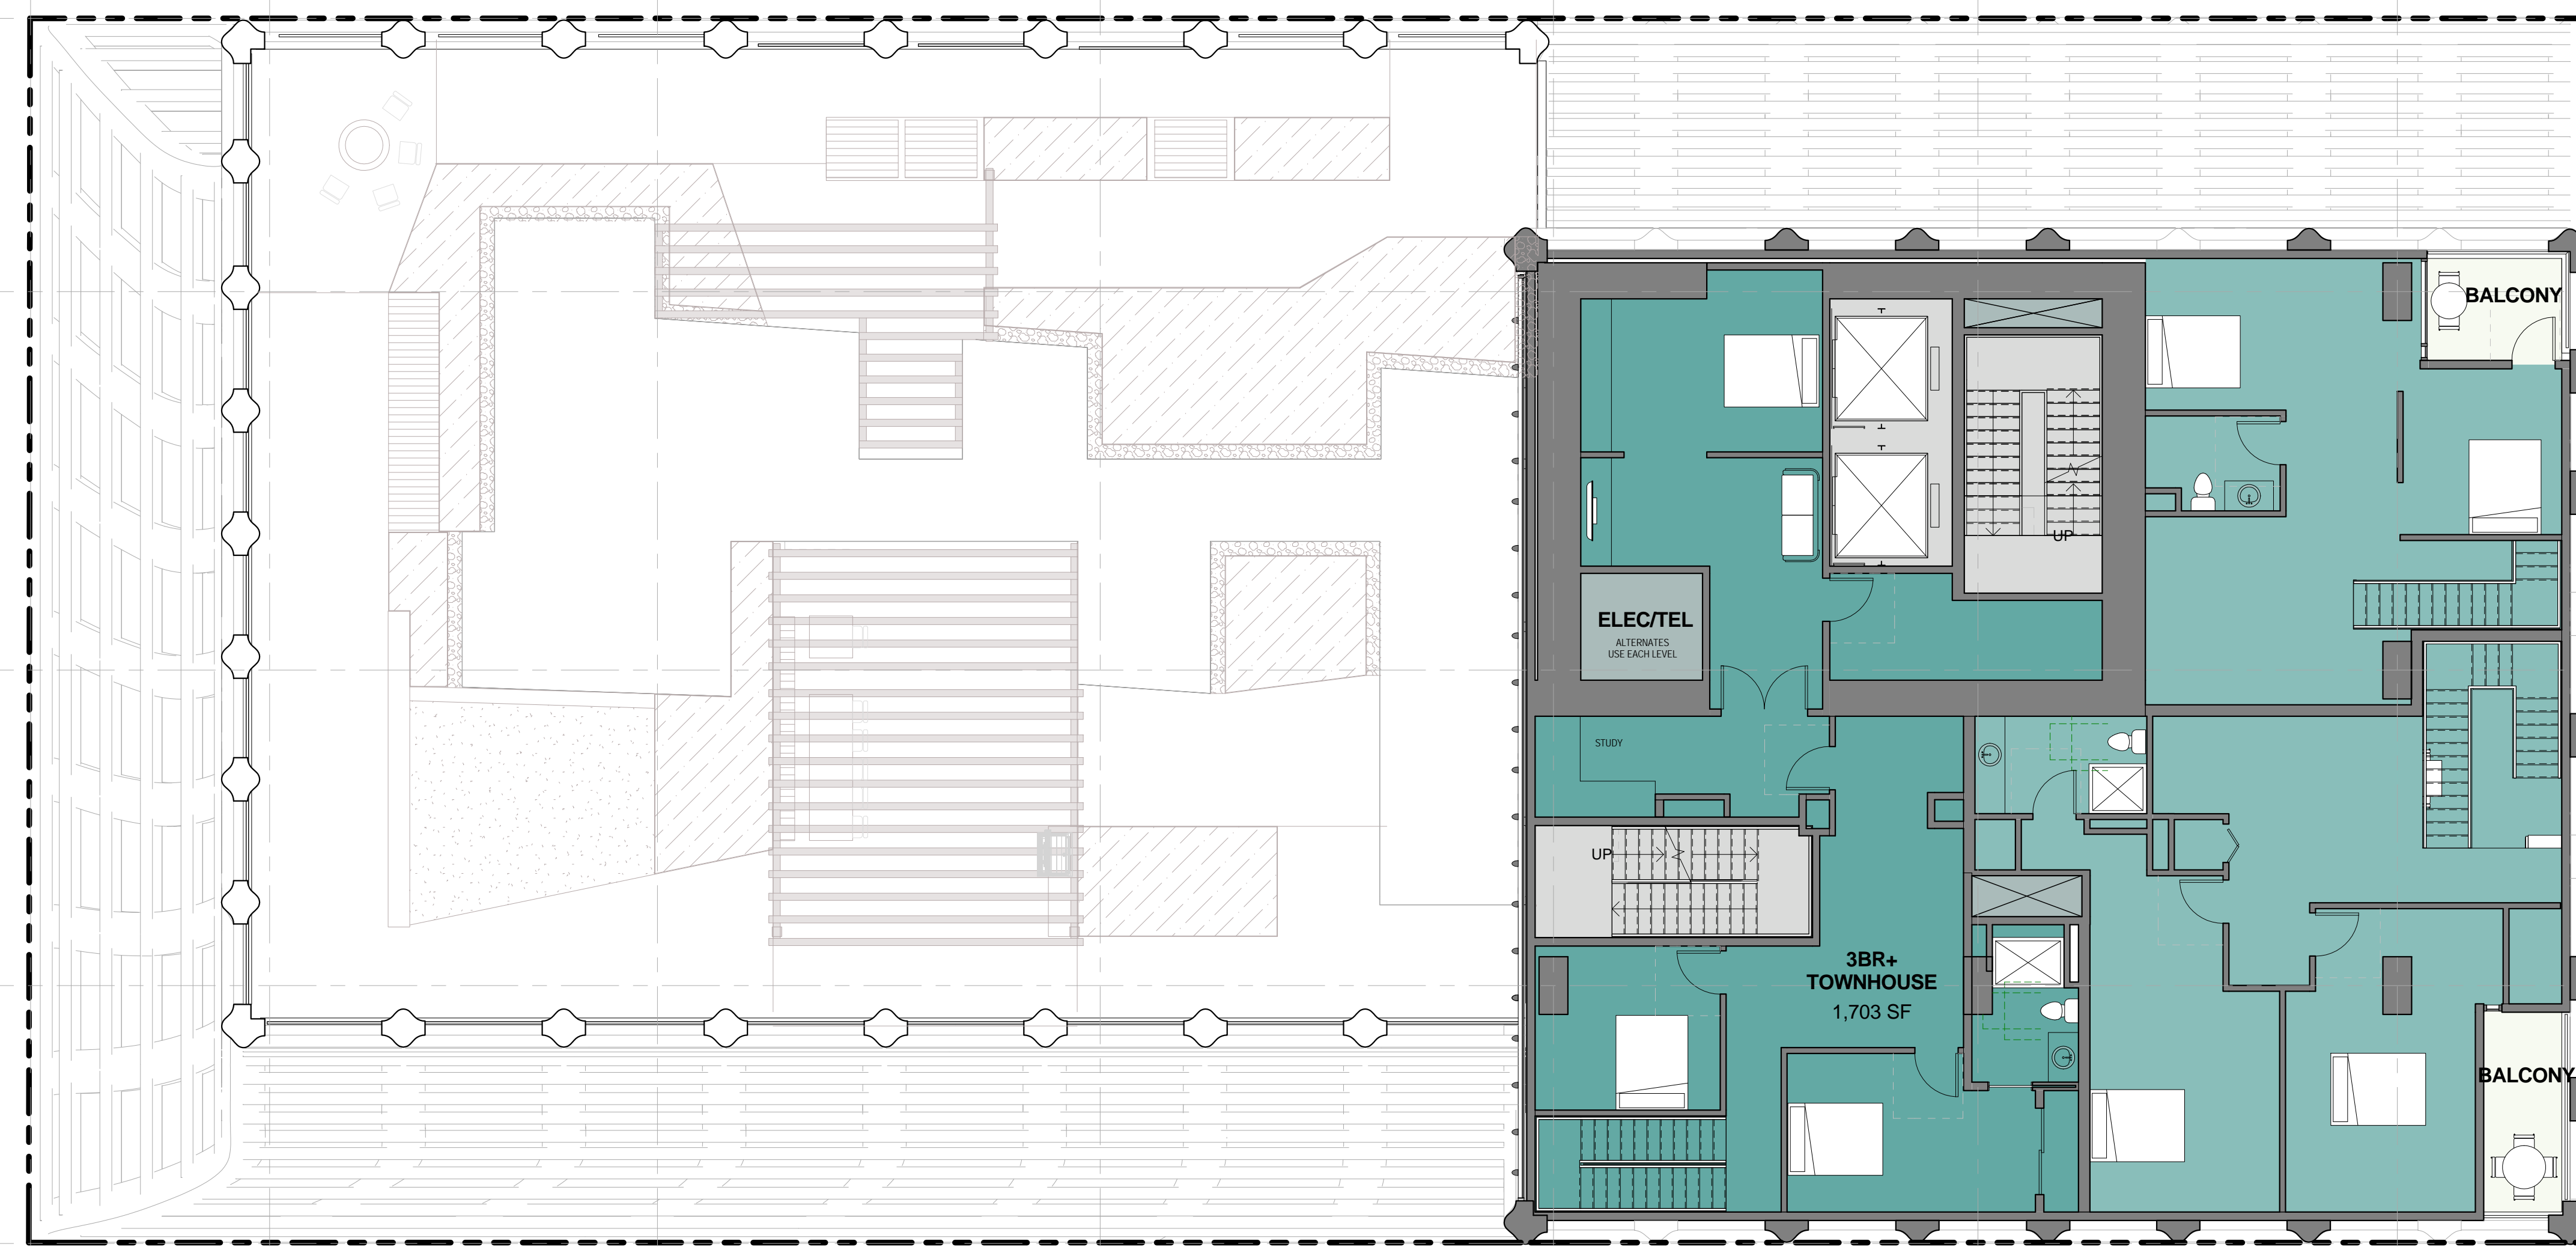 BALCONY
UP
ELEC/TEL
ALTERNATES
USE EACH LEVEL
STUDY
UP
3BR+
TOWNHOUSE
1,703 SF
BALCONY